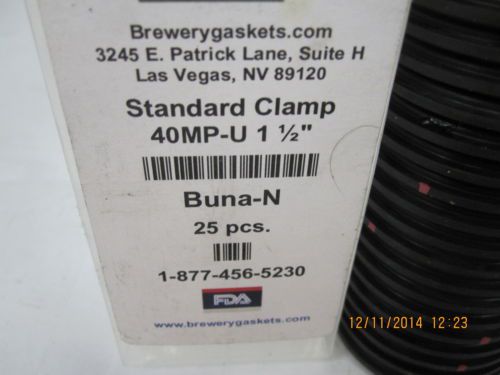 Brewerygaskets.com
3245 E. Patrick Lane, Suite H
Las Vegas, NV 89120
Standard Clamp
40MP-U 1 ½"
Buna-N
25 pcs.
1-877-456-5230
FDA
www.brewerygaskets.com
12/11/2014 12:23